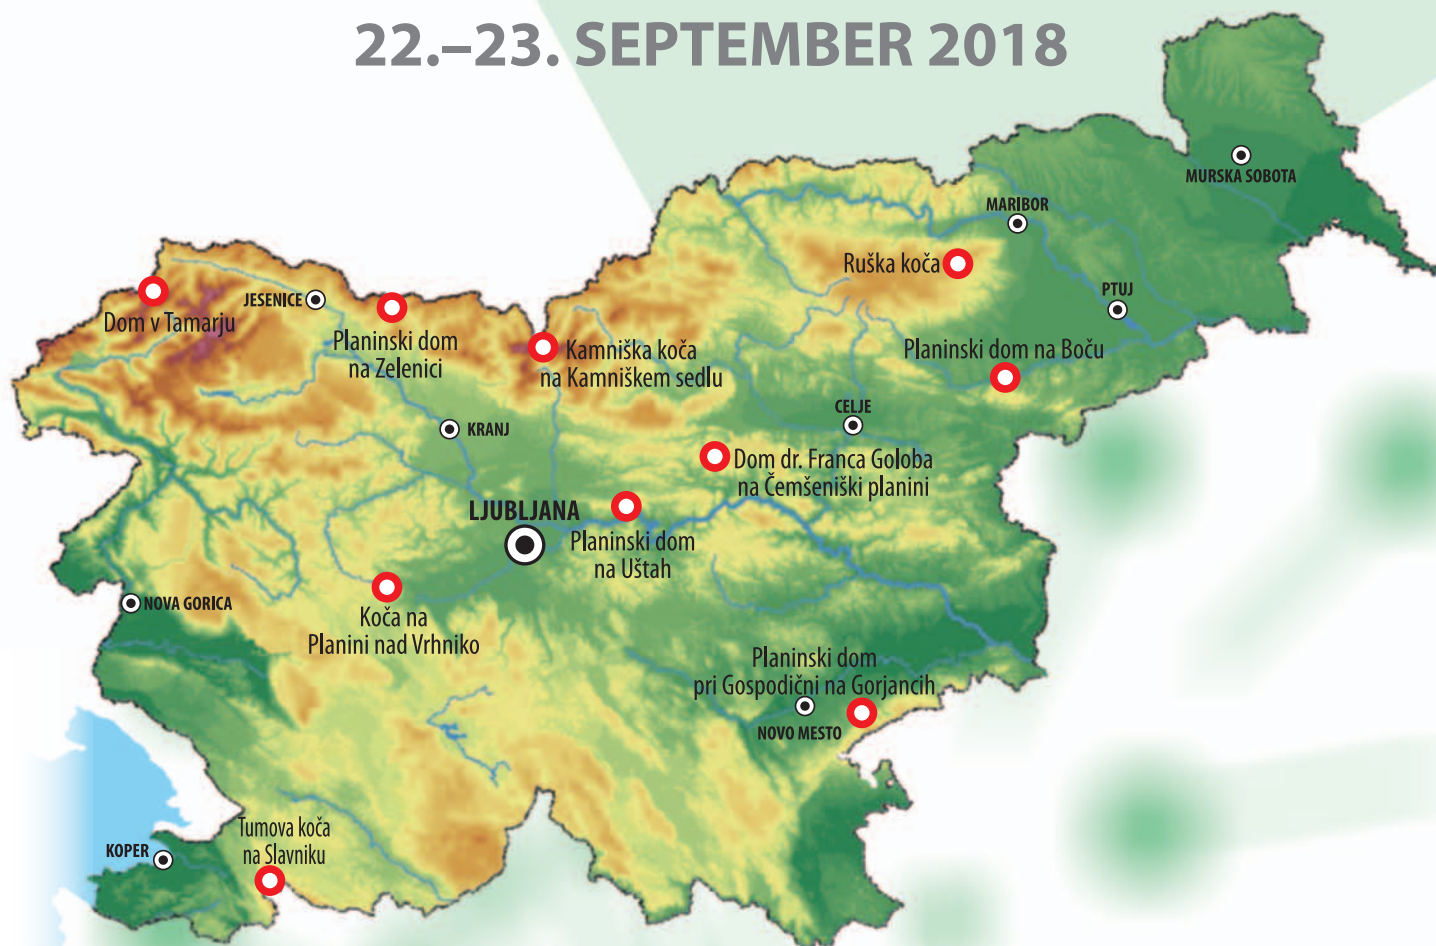 22.–23. SEPTEMBER 2018
MURSKA SOBOTA
MARIBOR
Ruška koča
PTUJ
JESENICE
Dom v Tamarju
Planinski dom
na Zelenici
Kamniška koča
na Kamniškem sedlu
Planinski dom na Boču
CELJE
KRANJ
Dom dr. Franca Goloba
na Čemšeniški planini
LJUBLJANA
Planinski dom
na Uštah
NOVA GORICA
Koča na
Planini nad Vrhniko
Planinski dom
pri Gospodični na Gorjancih
NOVO MESTO
Tumova koča
na Slavniku
KOPER